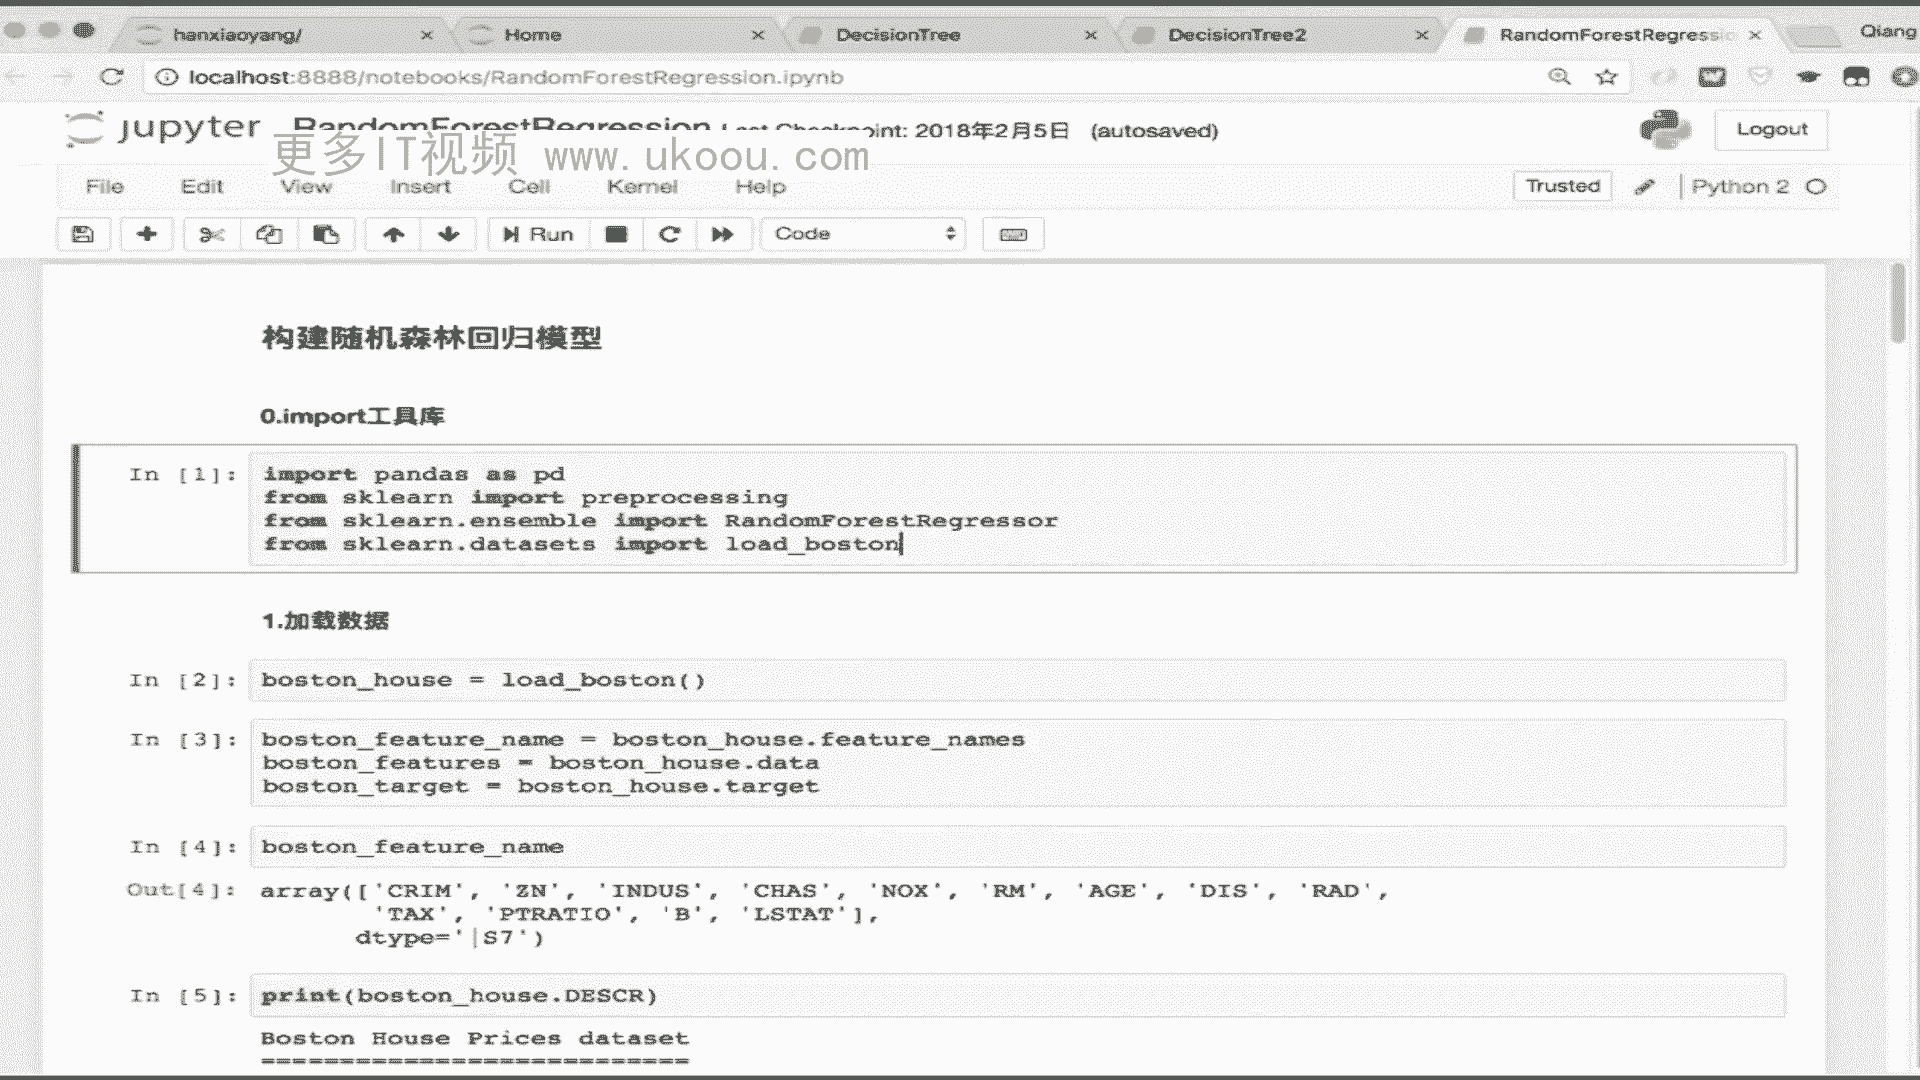 hanxiaoyang/
Home
DecisionTree
DecisionTree2
RandomForestRegressio
Qiang
localhost:8888/notebooks/RandomForestRegression.ipynb
jupyter RandomForestRegression Last Checkpoint: 2018年2月5日 (autosaved)
Logout
更多IT视频 www.ukoou.com
File Edit View Insert Cell Kernel Help
Trusted
Python 2
Run
Code
构建随机森林回归模型
0.import工具库
In [1]: import pandas as pd
from sklearn import preprocessing
from sklearn.ensemble import RandomForestRegressor
from sklearn.datasets import load_boston
1.加载数据
In [2]: boston_house = load_boston()
In [3]: boston_feature_name = boston_house.feature_names
boston_features = boston_house.data
boston_target = boston_house.target
In [4]: boston_feature_name
Out[4]: array(['CRIM', 'ZN', 'INDUS', 'CHAS', 'NOX', 'RM', 'AGE', 'DIS', 'RAD',
'TAX', 'PTRATIO', 'B', 'LSTAT'],
dtype='|S7')
In [5]: print(boston_house.DESCR)
Boston House Prices dataset
===========================